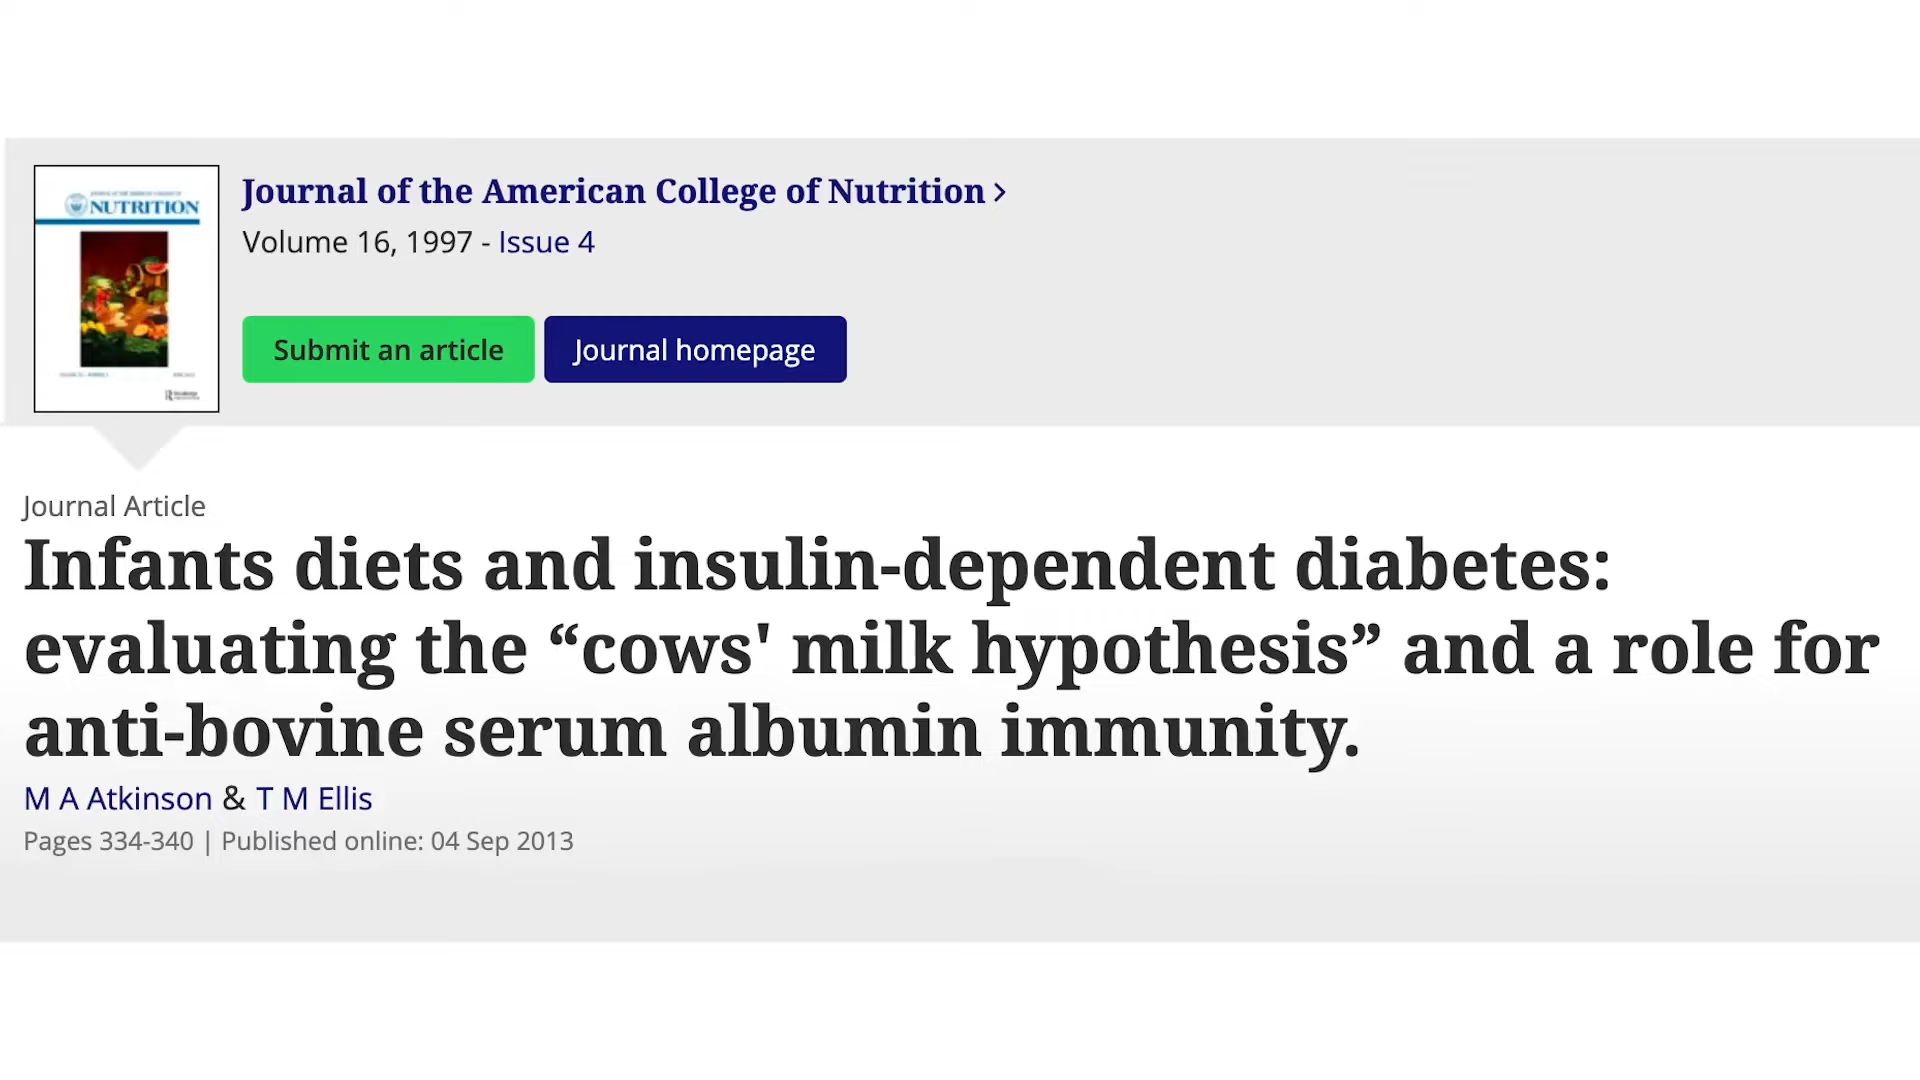 NUTRITION
Journal of the American College of Nutrition >
Volume 16, 1997 - Issue 4
Submit an article
Journal homepage
Journal Article
Infants diets and insulin-dependent diabetes:
evaluating the “cows' milk hypothesis” and a role for
anti-bovine serum albumin immunity.
M A Atkinson & T M Ellis
Pages 334-340 | Published online: 04 Sep 2013